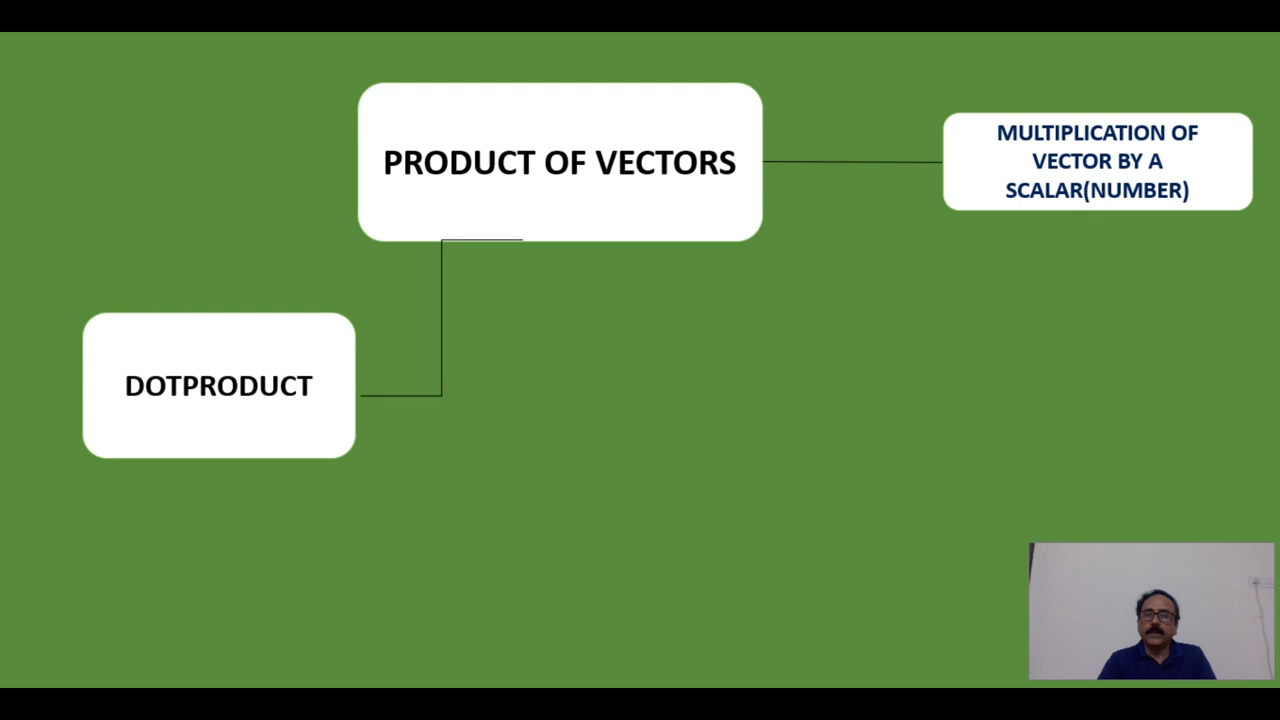 PRODUCT OF VECTORS
MULTIPLICATION OF
VECTOR BY A
SCALAR(NUMBER)
DOTPRODUCT